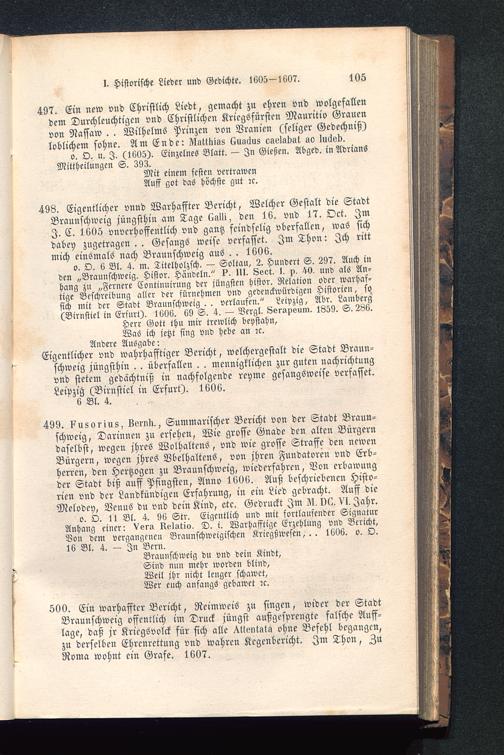 I. Historische Lieder und Gedichte. 1605—1607. 105
497. Ein new vnd Christlich Liedt, gemacht zu ehren vnd wolgefallen
dem Durchleuchtigen vnd Christlichen Kriegsfürsten Mauritio Grauen
von Nassaw . . Wilhelms Prinzen von Vranien (seliger Gedechniß)
loblichem sohne. Am Ende: Matthias Guadus caelabat ac ludeb.
o. O. u. J. (1605). Einzelnes Blatt. — In Gießen. Abged. in Adrians
Mittheilungen S. 393.
Mit einem festen vertrawen
Auff got das höchste gut ꝛc.
498. Eigentlicher vnnd Warhaffter Bericht, Welcher Gestalt die Stadt
Braunschweig jüngsthin am Tage Galli, den 16. vnd 17. Oct. Im
J. C. 1605 vnverhoffentlich vnd gantz feindselig vberfallen, was sich
dabey zugetragen . . Gesangs weise verfasset. Im Thon: Ich ritt
mich einsmals nach Braunschweig aus . . 1606.
o. O. 6 Bl. 4. m. Titelholzsch. — Soltau, 2. Hundert S. 297. Auch in
den „Braunschweig. Histor. Händeln.“ P. III. Sect. I. p. 40. und als An-
hang zu „Fernere Continuirung der jüngsten histor. Relation oder warhaf-
tige Beschreibung aller der fürnehmen vnd gedenckwürdigen Historien, so
sich mit der Stadt Braunschweig . . verlaufen.“ Leipzig, Abr. Lamberg
(Birnstiel in Erfurt). 1606. 69 S. 4. — Vergl. Serapeum. 1859. S. 286.
Herr Gott thu mir trewlich beystahn,
Was ich jetzt sing vnd hebe an ꝛc.
Andere Ausgabe:
Eigentlicher vnd wahrhafftiger Bericht, welchergestalt die Stadt Braun-
schweig jüngsthin . . überfallen . . mennigklichen zur guten nachrichtung
vnd stetem gedächtniß in nachfolgende reyme gesangsweise verfasset.
Leipzig (Birnstiel in Erfurt). 1606.
6 Bl. 4.
499. Fusorius, Bernh., Summarischer Bericht von der Stadt Braun-
schweig, Darinnen zu ersehen, Wie grosse Gnade den alten Bürgern
daselbst, wegen jhres Wolhaltens, vnd wie grosse Straffe den newen
Bürgern, wegen jhres Vbelhaltens, von jhren Fundatoren vnd Erb-
herren, den Hertzogen zu Braunschweig, wiederfahren, Von erbawung
der Stadt biß auff Pfingsten, Anno 1606. Auß beschriebenen Histo-
rien vnd der Landkündigen Erfahrung, in ein Lied gebracht. Auff die
Melodey, Venus du vnd dein Kind, etc. Gedruckt Jm M. DC. VI. Jahr.
o. O. 11 Bl. 4. 96 Str. Eigentlich und mit fortlaufender Signatur
Anhang einer: Vera Relatio. D. i. Warhafftige Erzehlung vnd Bericht,
Von dem vergangenen Braunschweigischen Kriegßwesen, . . 1606. o. O.
16 Bl. 4. — In Bern.
Braunschweig du vnd dein Kindt,
Sind nun mehr worden blind,
Weil jhr nicht lenger schawet,
Wer euch anfangs gebawet ꝛc.
500. Ein warhaffter Bericht, Reimweis zu singen, wider der Stadt
Braunschweig offentlich im Druck jüngst außgesprengte falsche Auff-
lage, daß jr Kriegsvolck für sich alle Attentata ohne Befehl begangen,
zu derselben Ehrenrettung vnd wahren Gegenbericht. Im Thon, Zu
Roma wohnt ein Grafe. 1607.